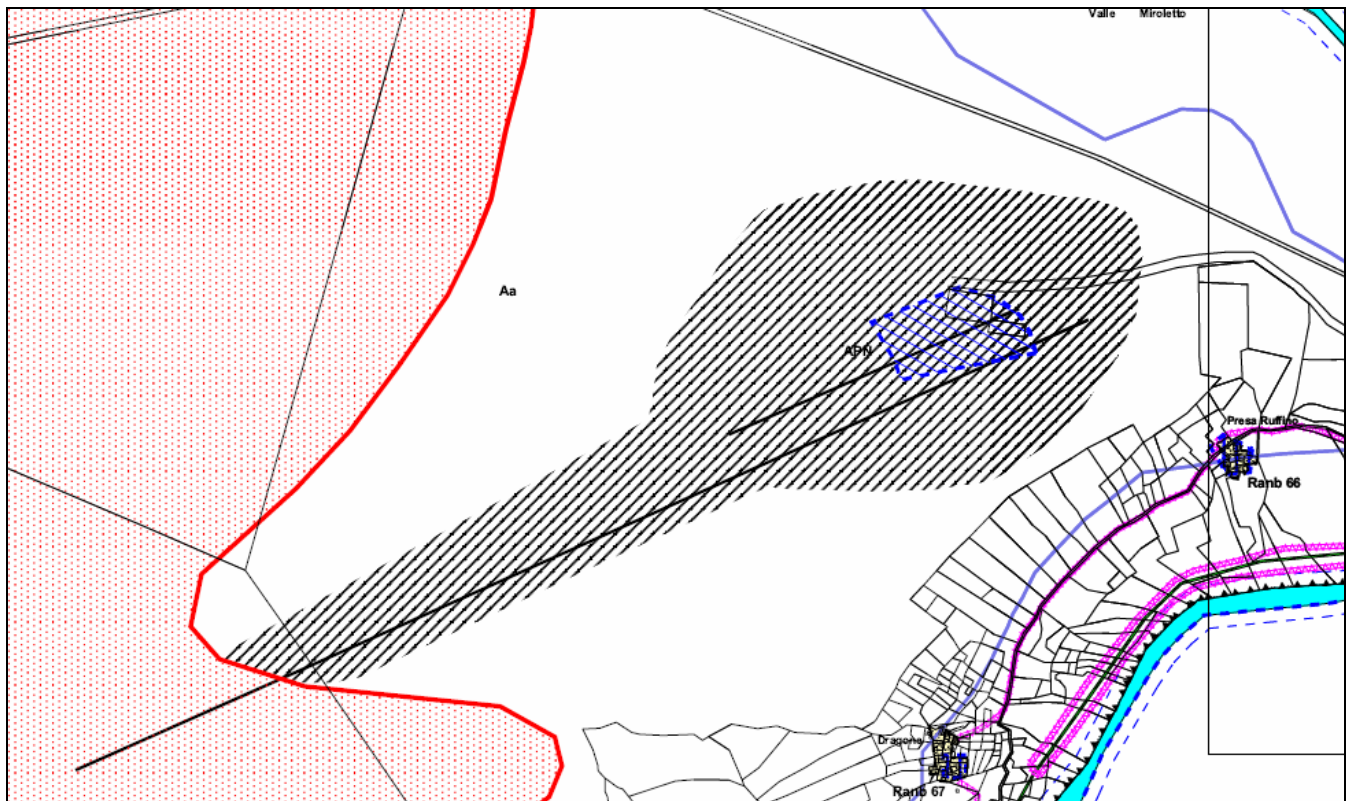 Valle Miroletto
Aa
APN
Presa Ruffino
Ranb 66
Dragone
Ranb 67